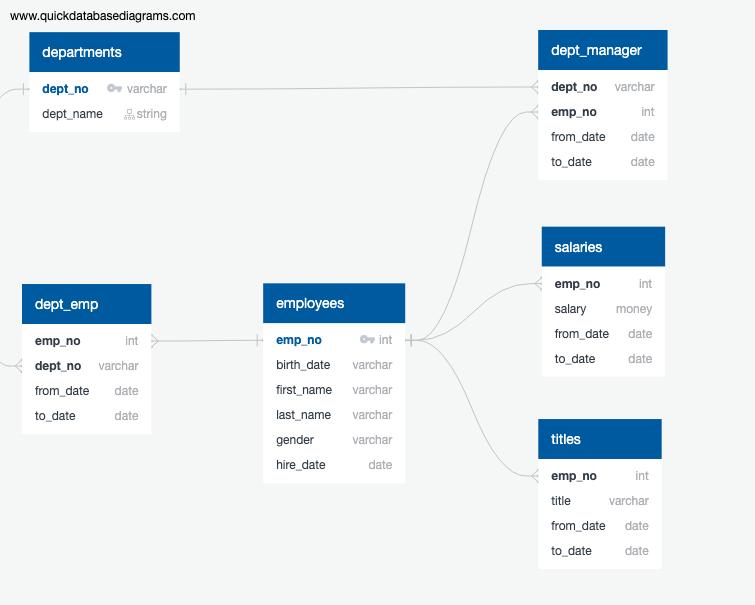 www.quickdatabasediagrams.com
departments
dept_no varchar
dept_name string
dept_manager
dept_no varchar
emp_no int
from_date date
to_date date
salaries
emp_no int
salary money
from_date date
to_date date
dept_emp
emp_no int
dept_no varchar
from_date date
to_date date
employees
emp_no int
birth_date varchar
first_name varchar
last_name varchar
gender varchar
hire_date date
titles
emp_no int
title varchar
from_date date
to_date date